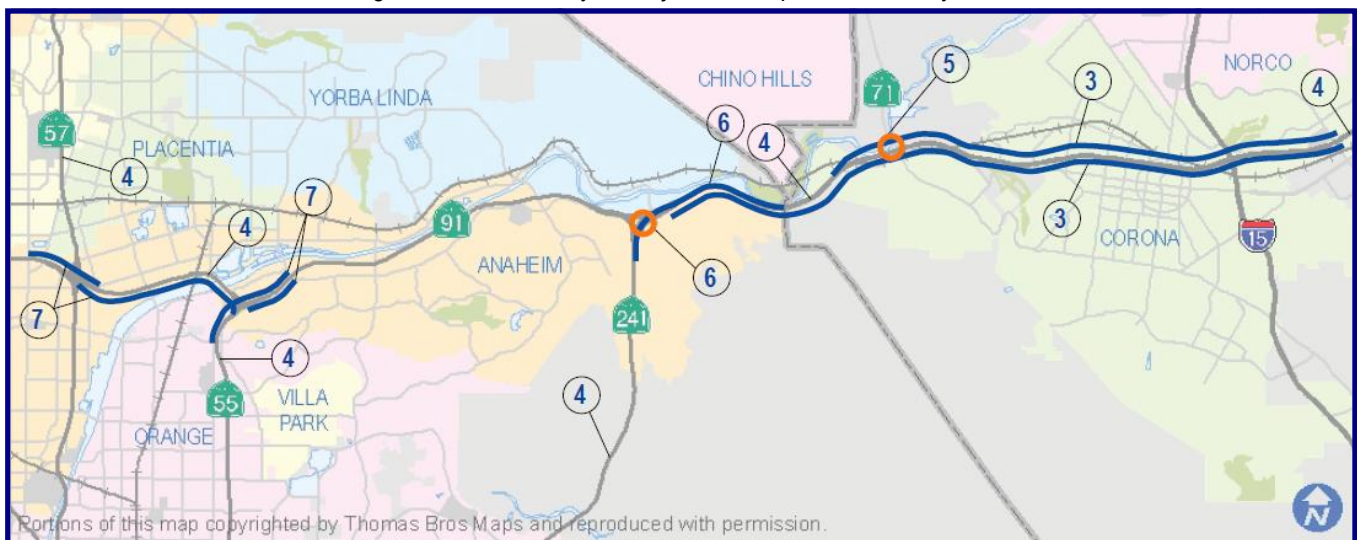 NORCO
CHINO HILLS
5
71
3
4
YORBA LINDA
6
4
57
PLACENTIA
4
7
4
91
ANAHEIM
6
3
CORONA
15
7
241
4
55
VILLA
PARK
4
ORANGE
Portions of this map copyrighted by Thomas Bros Maps and reproduced with permission.
N